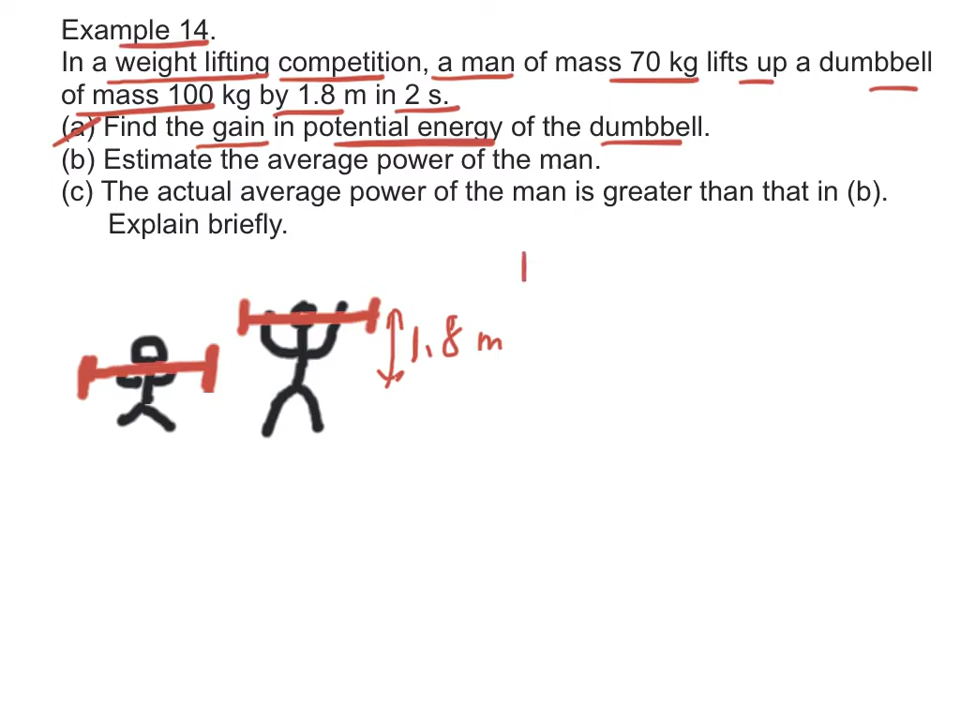 Example 14.
In a weight lifting competition, a man of mass 70 kg lifts up a dumbbell
of mass 100 kg by 1.8 m in 2 s.
(a) Find the gain in potential energy of the dumbbell.
(b) Estimate the average power of the man.
(c) The actual average power of the man is greater than that in (b).
Explain briefly.
1.8 m